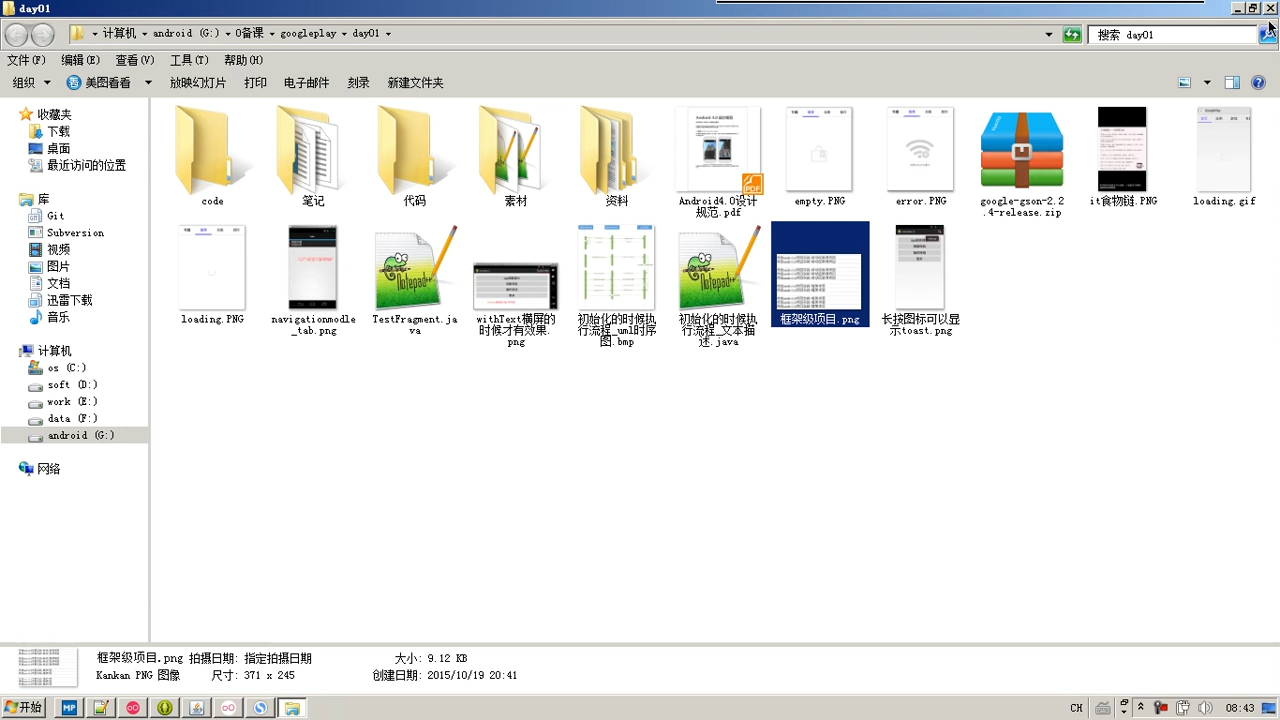 day01
计算机 android (G:) 0备课 googleplay day01
搜索 day01
文件(F) 编辑(E) 查看(V) 工具(T) 帮助(H)
组织 美图看看 放映幻灯片 打印 电子邮件 刻录 新建文件夹
收藏夹
下载
桌面
最近访问的位置
库
Git
Subversion
视频
图片
文档
迅雷下载
音乐
计算机
os (C:)
soft (D:)
work (E:)
data (F:)
android (G:)
网络
code
笔记
素材
资料
Android4.0设计
规范.pdf
empty.PNG
error.PNG
google-gson-2.2
.4-release.zip
it食物链.PNG
loading.gif
loading.PNG
navigationmodle
_tab.png
TestFragment.ja
va
withText横屏的
时候才有效果.
png
初始化的时候执
行流程_uml时序
图.bmp
初始化的时候执
行流程_文本描
述.java
框架级项目.png
长按图标可以显
示toast.png
框架级项目.png 拍摄日期: 指定拍摄日期 大小: 9.18
Kankan PNG 图像 尺寸: 371 x 2 创建日期: 20:41
开始
CH
08:43